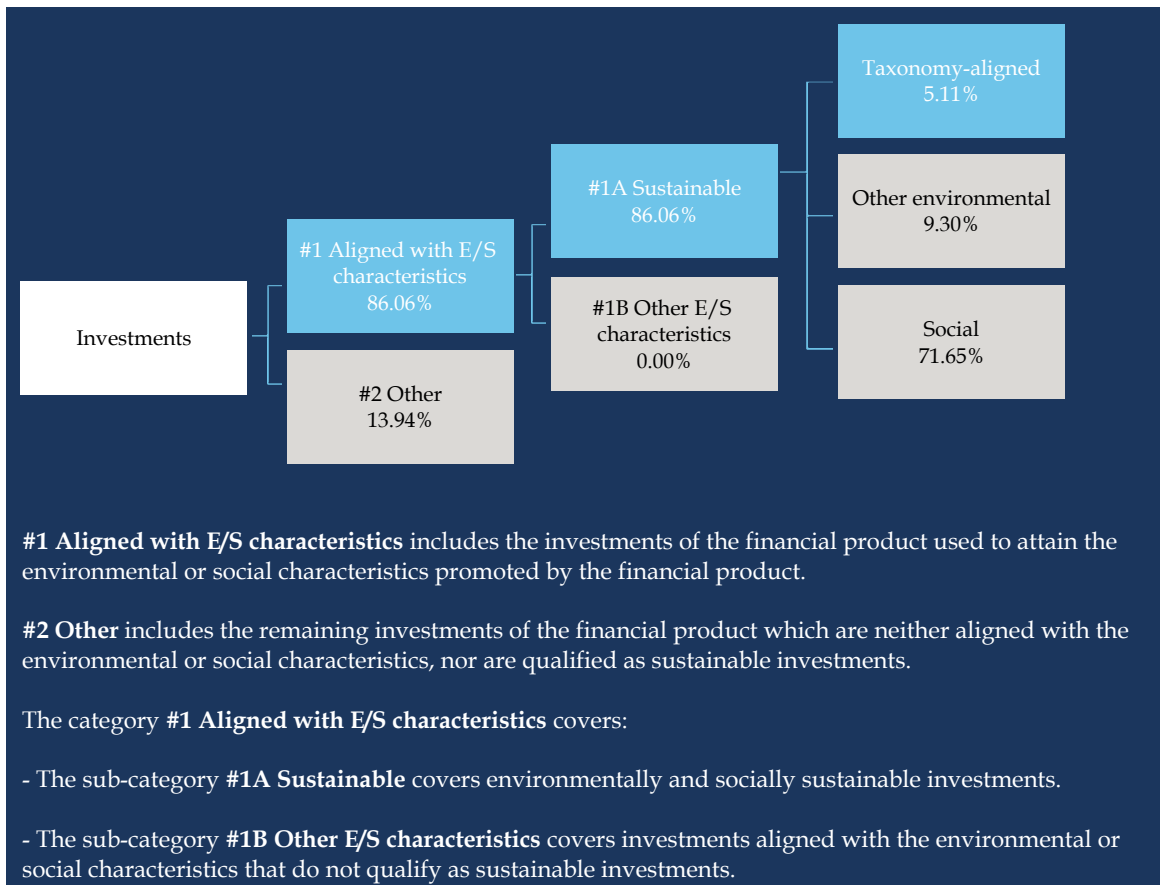 Investments
#1 Aligned with E/S
characteristics
86.06%
#2 Other
13.94%
#1A Sustainable
86.06%
#1B Other E/S
characteristics
0.00%
Taxonomy-aligned
5.11%
Other environmental
9.30%
Social
71.65%
#1 Aligned with E/S characteristics includes the investments of the financial product used to attain the
environmental or social characteristics promoted by the financial product.
#2 Other includes the remaining investments of the financial product which are neither aligned with the
environmental or social characteristics, nor are qualified as sustainable investments.
The category #1 Aligned with E/S characteristics covers:
- The sub-category #1A Sustainable covers environmentally and socially sustainable investments.
- The sub-category #1B Other E/S characteristics covers investments aligned with the environmental or
social characteristics that do not qualify as sustainable investments.